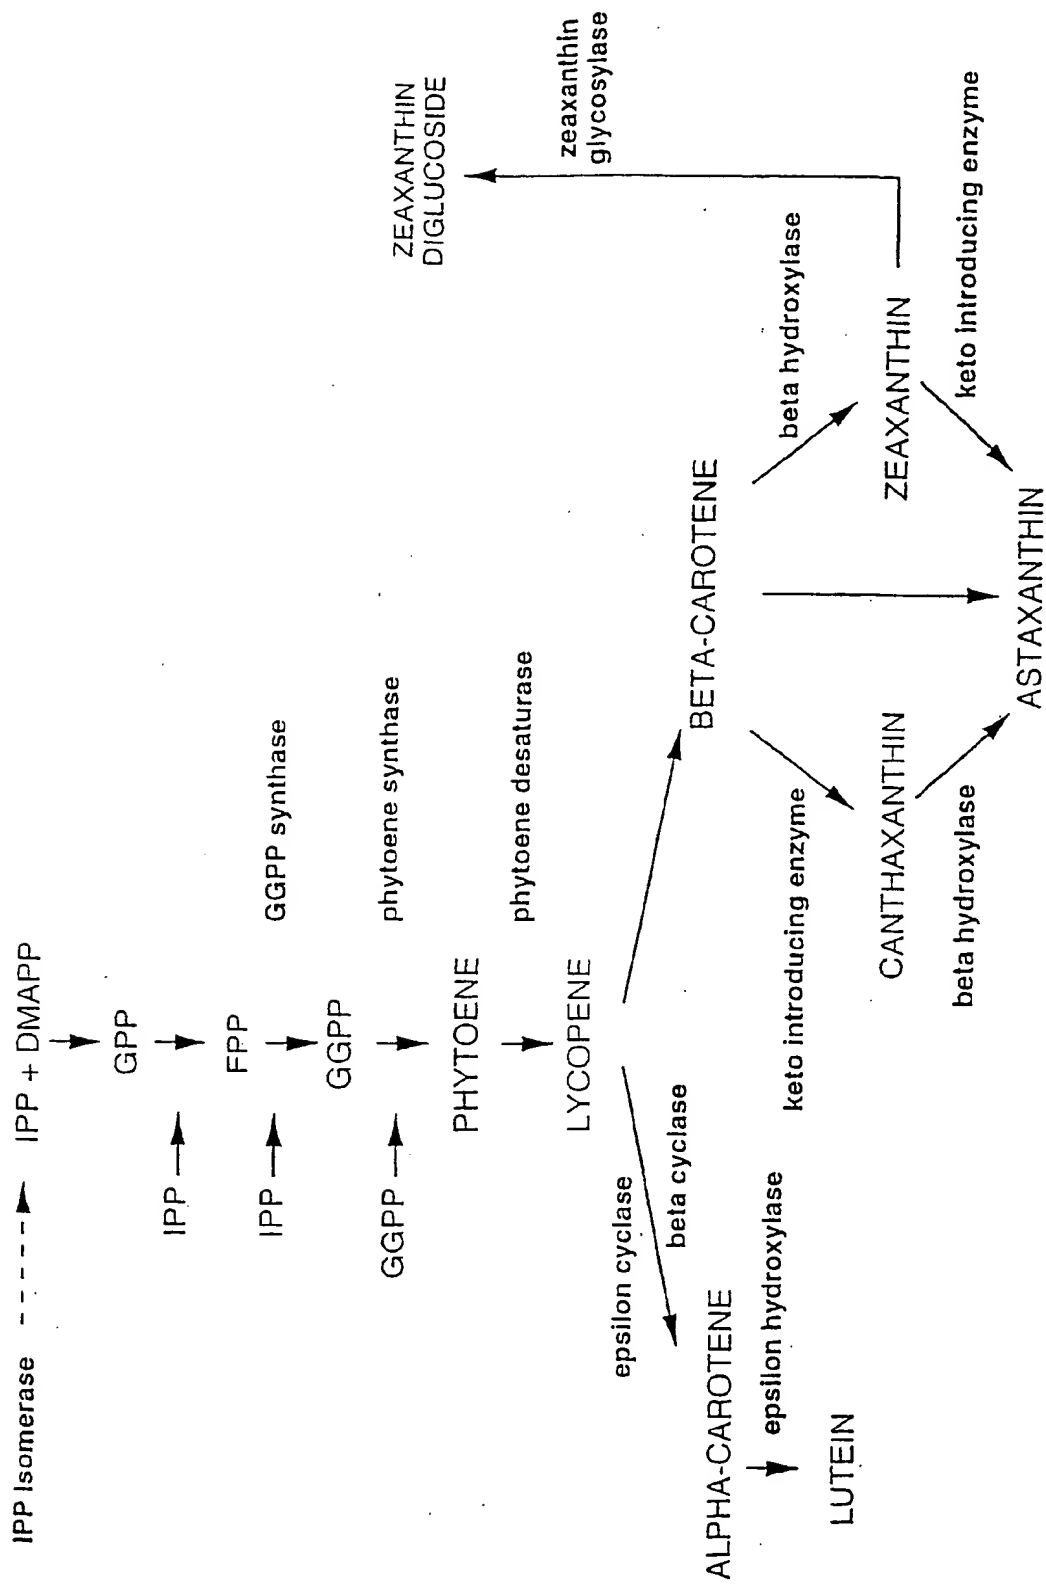 IPP Isomerase
IPP + DMAPP
GPP
IPP
FPP
IPP
GGPP synthase
GGPP
GGPP
phytoene synthase
PHYTOENE
phytoene desaturase
LYCOPENE
epsilon cyclase
beta cyclase
ALPHA-CAROTENE
epsilon hydroxylase
LUTEIN
BETA-CAROTENE
keto introducing enzyme
beta hydroxylase
CANTHAXANTHIN
beta hydroxylase
ZEAXANTHIN
keto introducing enzyme
ASTAXANTHIN
zeaxanthin
glycosylase
ZEAXANTHIN
DIGLUCOSIDE